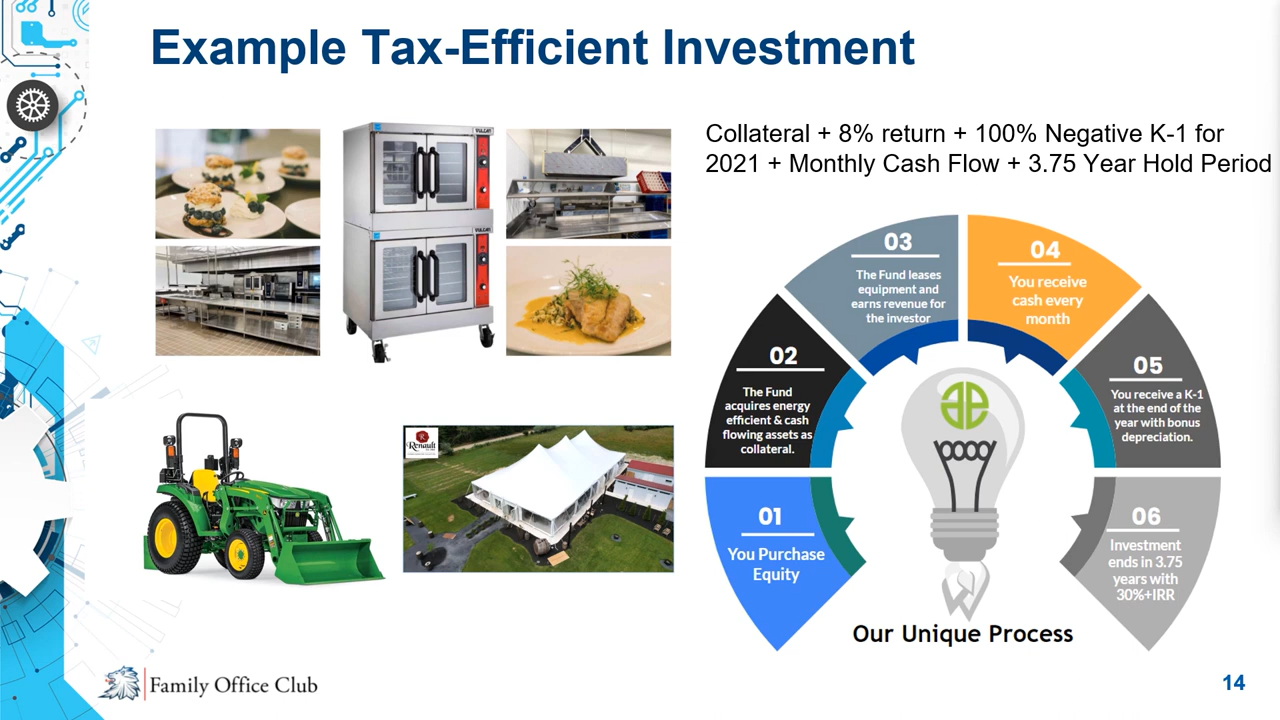 Example Tax-Efficient Investment
Collateral + 8% return + 100% Negative K-1 for
2021 + Monthly Cash Flow + 3.75 Year Hold Period
VULCAN
VULCAN
Renault
01
You Purchase
Equity
02
The Fund
acquires energy
efficient & cash
flowing assets as
collateral.
03
The Fund leases
equipment and
earns revenue for
the investor
04
You receive
cash every
month
05
You receive a K-1
at the end of the
year with bonus
depreciation.
06
Investment
ends in 3.75
years with
30%+IRR
Our Unique Process
Family Office Club
14